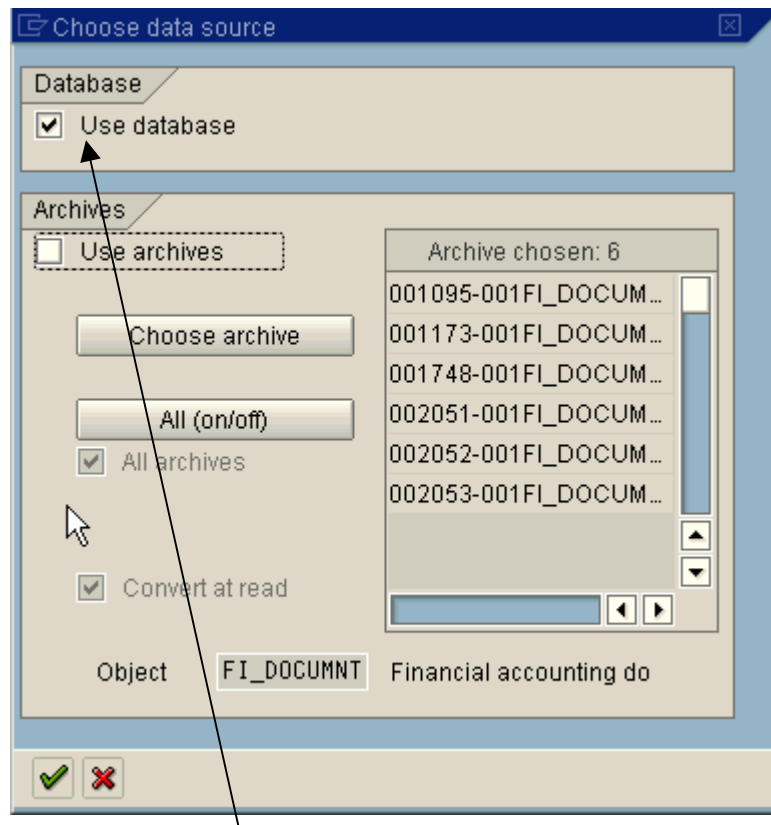 Choose data source
Database
Use database
Archives
Use archives
Archive chosen: 6
001095-001FI_DOCUM...
Choose archive
001173-001FI_DOCUM...
001748-001FI_DOCUM...
All (on/off)
002051-001FI_DOCUM...
All archives
002052-001FI_DOCUM...
002053-001FI_DOCUM...
Convert at read
Object FI_DOCUMNT Financial accounting do